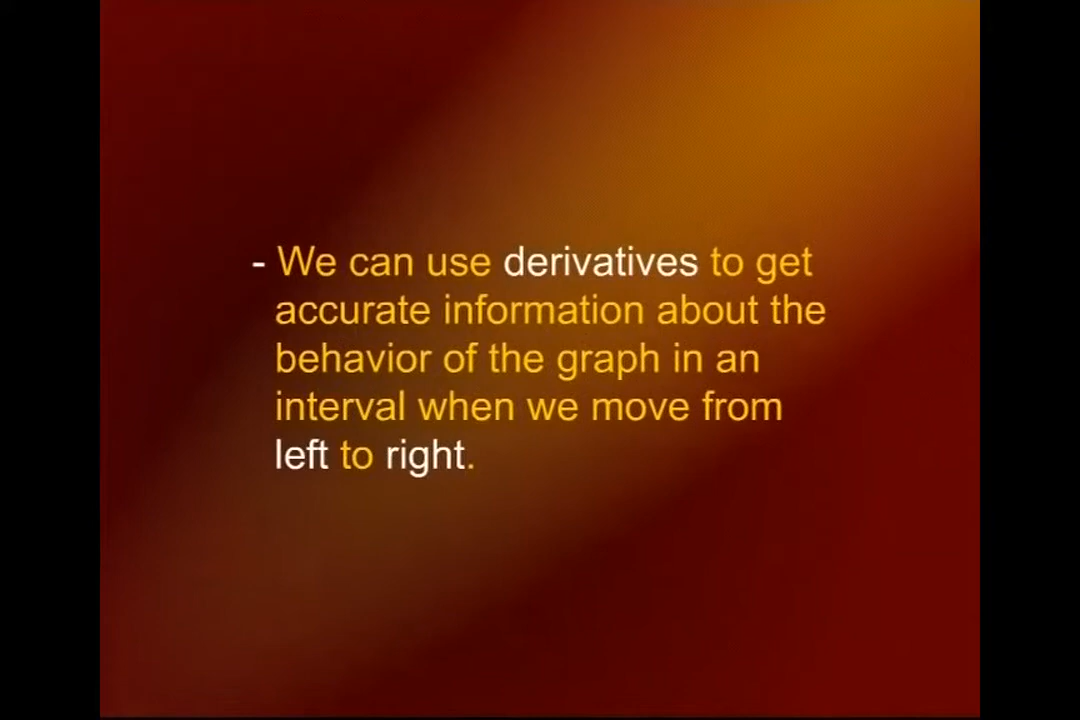 - We can use derivatives to get
accurate information about the
behavior of the graph in an
interval when we move from
left to right.